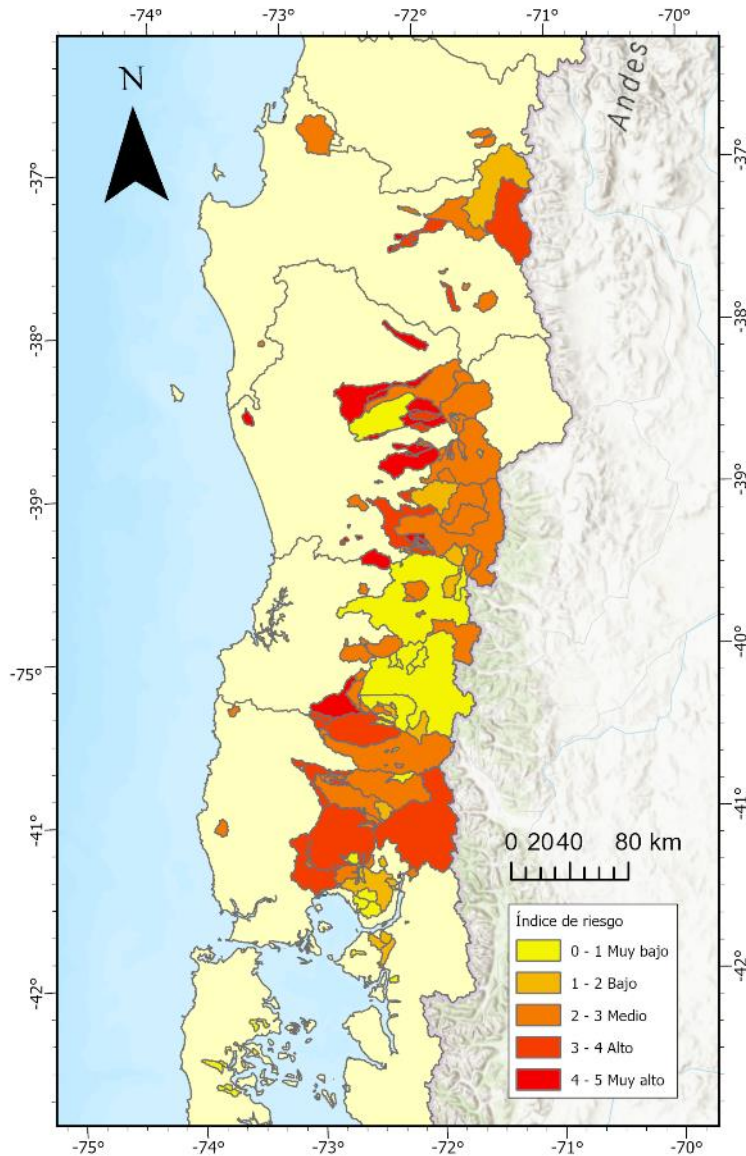 -74° -73° -72° -71° -70°
N
Andes
-37° -37°
-38° -38°
-39° -39°
-40°
-75°
-41° -41°
0 20 40 80 km
Índice de riesgo
0 - 1 Muy bajo
1 - 2 Bajo
2 - 3 Medio
3 - 4 Alto
4 - 5 Muy alto
-42° -42°
-75° -74° -73° -72° -71° -70°